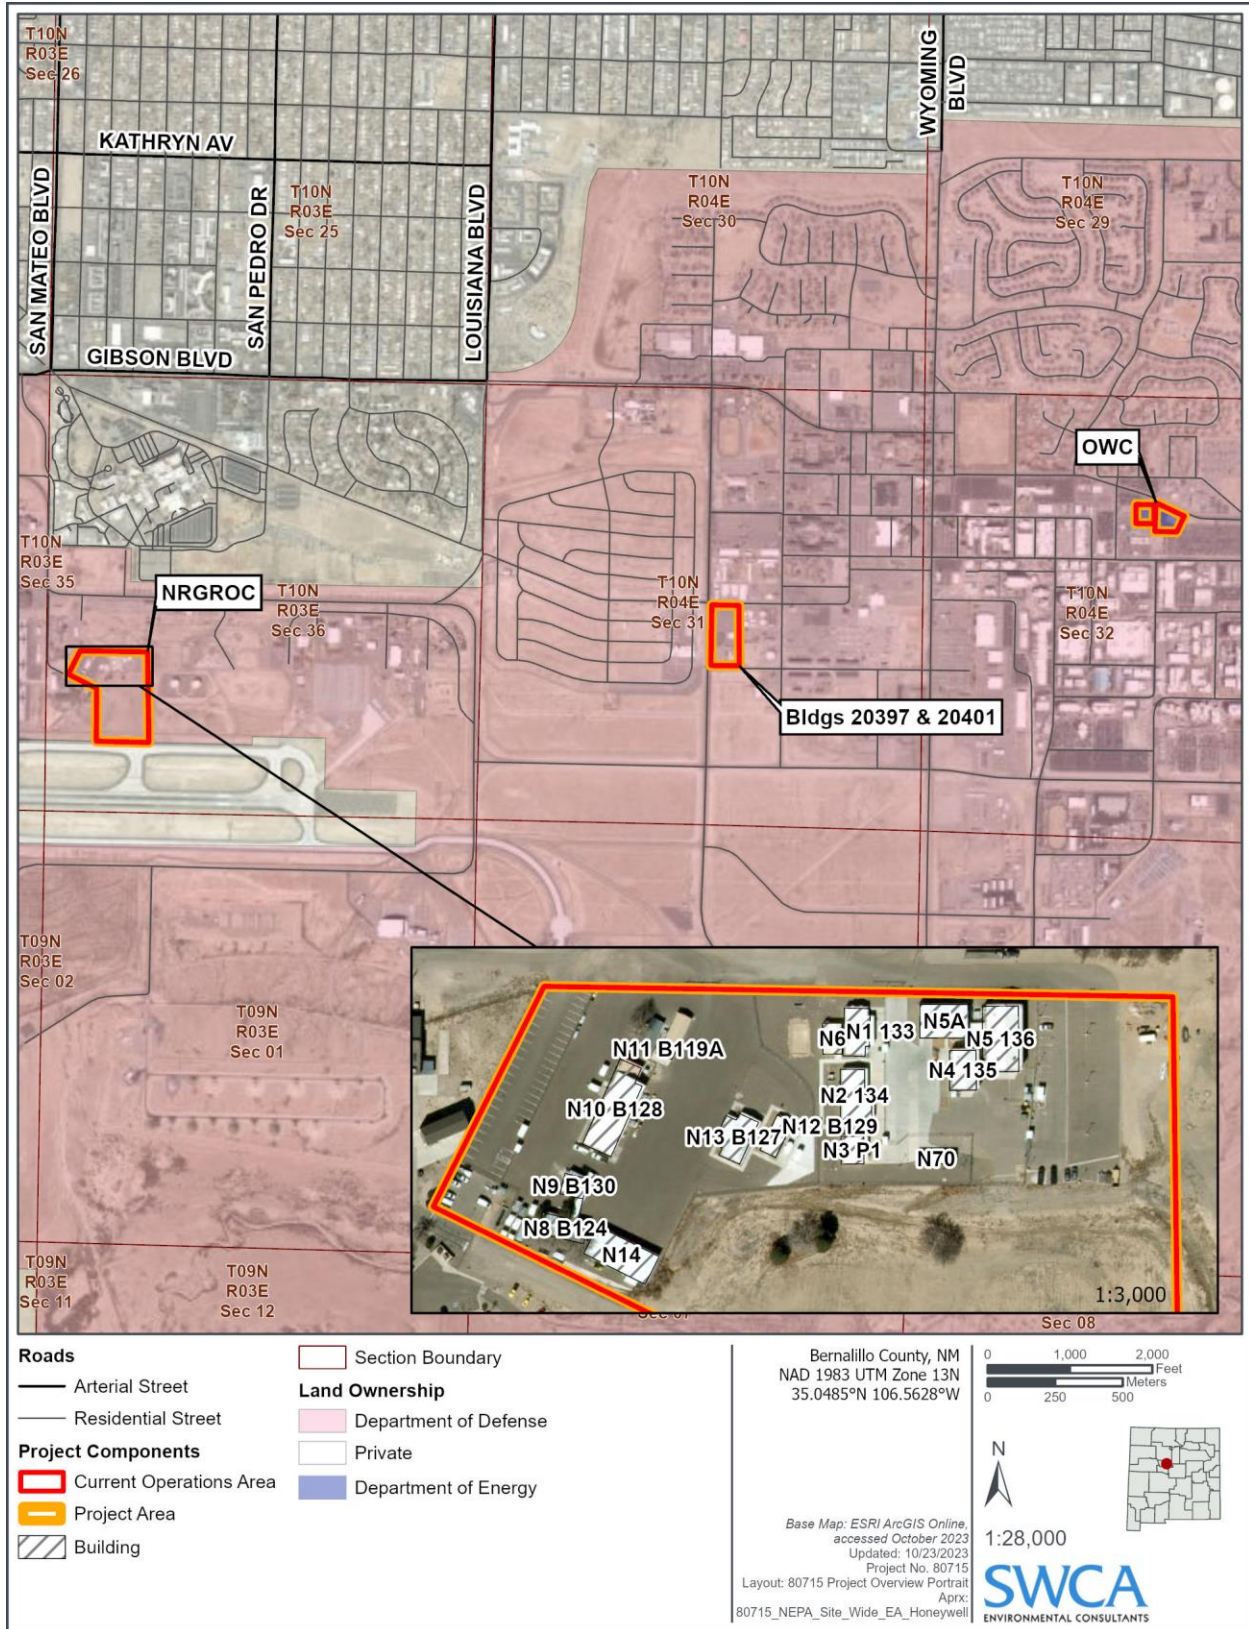 T10N
R03E
Sec 26
WYOMING
BLVD
KATHRYN AV
SAN MATEO BLVD
SAN PEDRO DR
T10N
R03E
Sec 25
LOUISIANA BLVD
T10N
R04E
Sec 30
T10N
R04E
Sec 29
GIBSON BLVD
OWC
T10N
R03E
Sec 35
NRGROC
T10N
R03E
Sec 36
T10N
R04E
Sec 31
T10N
R04E
Sec 32
Bldgs 20397 & 20401
T09N
R03E
Sec 02
T09N
R03E
Sec 01
T09N
R03E
Sec 11
T09N
R03E
Sec 12
N11 B119A
N6
N1 133
N5A
N5 136
N4 135
N10 B128
N2 134
N13 B127
N12 B129
N3 P1
N70
N9 B130
N8 B124
N14
1:3,000
Sec 08
Roads
Arterial Street
Residential Street
Project Components
Current Operations Area
Project Area
Building
Section Boundary
Land Ownership
Department of Defense
Private
Department of Energy
Bernalillo County, NM
NAD 1983 UTM Zone 13N
35.0485°N 106.5628°W
Base Map: ESRI ArcGIS Online,
accessed October 2023
Updated: 10/23/2023
Project No. 80715
Layout: 80715 Project Overview Portrait
Aprx:
80715_NEPA_Site_Wide_EA_Honeywell
0 1,000 2,000
Feet
Meters
0 250 500
N
1:28,000
SWCA
ENVIRONMENTAL CONSULTANTS